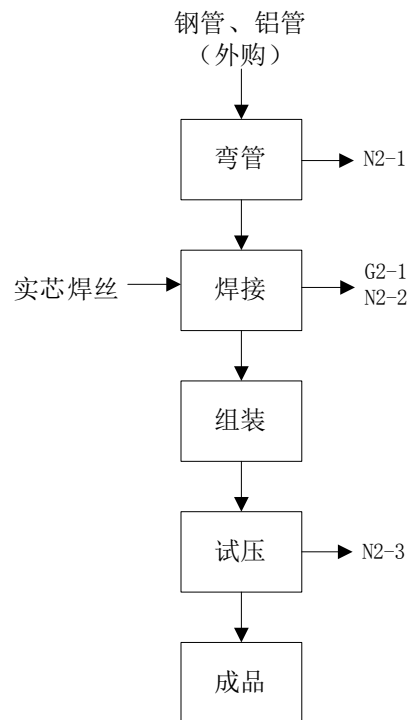 钢管、铝管
（外购）
弯管
N2-1
实芯焊丝
焊接
G2-1
N2-2
组装
试压
N2-3
成品